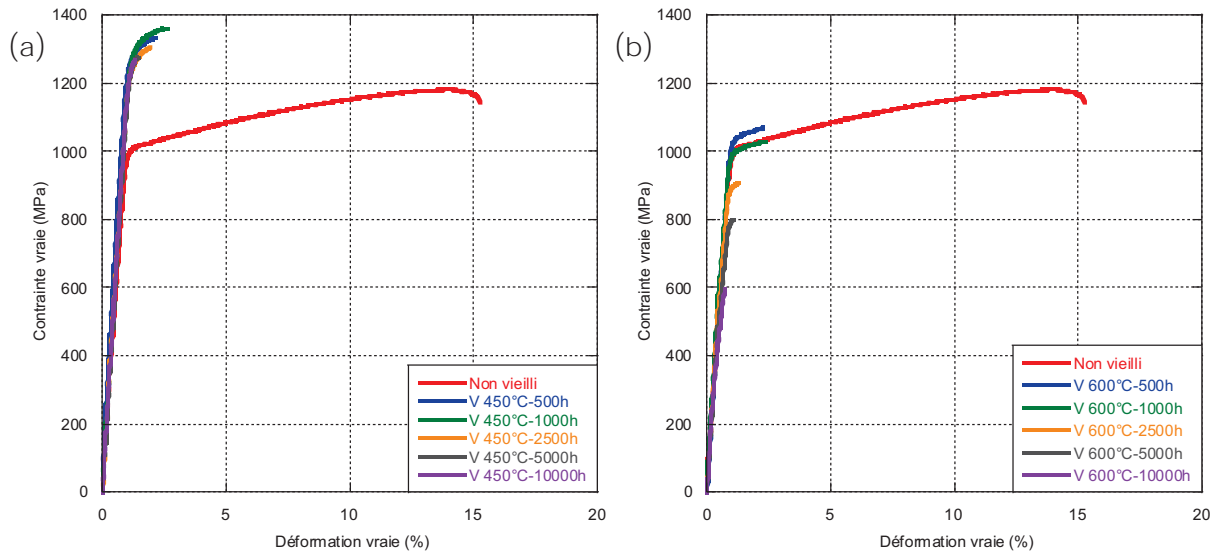 (a)
Contrainte vraie (MPa)
1400
1200
1000
800
600
400
200
0
0 5 10 15 20
Déformation vraie (%)
Non vieilli
V 450°C-500h
V 450°C-1000h
V 450°C-2500h
V 450°C-5000h
V 450°C-10000h
(b)
Contrainte vraie (MPa)
1400
1200
1000
800
600
400
200
0
0 5 10 15 20
Déformation vraie (%)
Non vieilli
V 600°C-500h
V 600°C-1000h
V 600°C-2500h
V 600°C-5000h
V 600°C-10000h